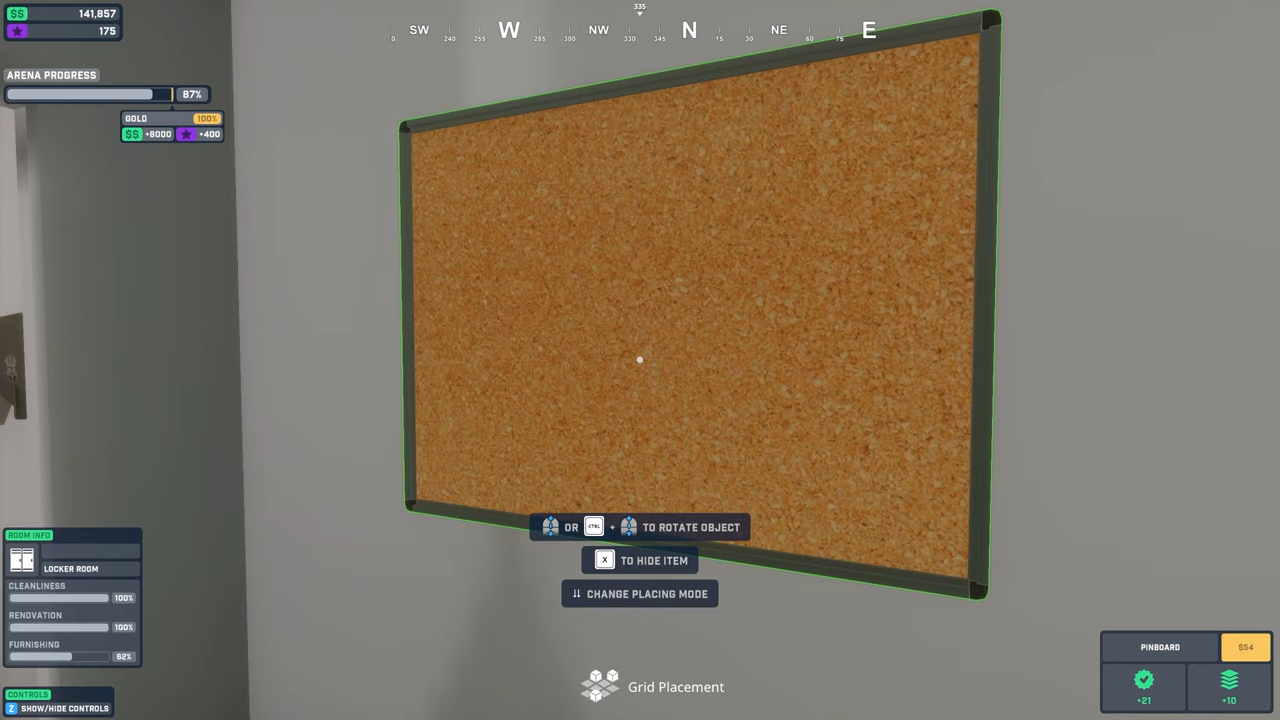 $$ 141,857
175
ARENA PROGRESS
87%
GOLD 100%
$$ +8000 +400
335
SW W NW N NE E
0 240 255 285 300 330 345 15 30 60 75
OR CTRL + TO ROTATE OBJECT
X TO HIDE ITEM
CHANGE PLACING MODE
Grid Placement
ROOM INFO
LOCKER ROOM
CLEANLINESS
100%
RENOVATION
100%
FURNISHING
62%
CONTROLS
Z SHOW/HIDE CONTROLS
PINBOARD $54
+21 +10